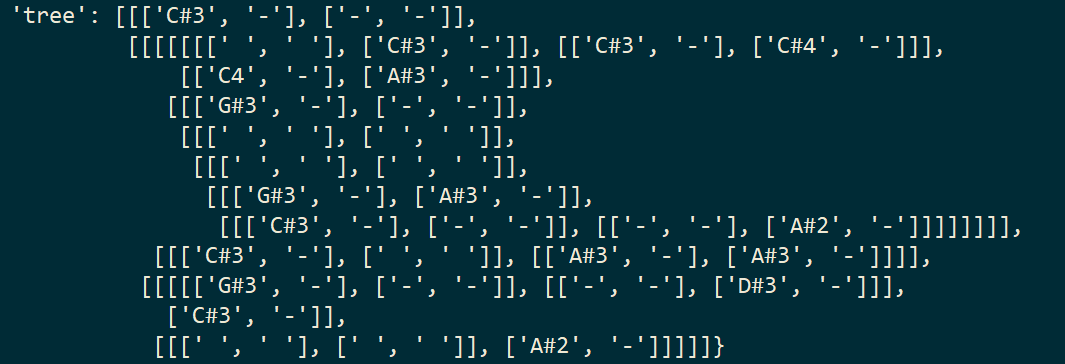 'tree': [[['C#3', '-'], ['-', '-']],
[[[[[[[' ', ' '], ['C#3', '-']], [['C#3', '-'], ['C#4', '-']]],
[['C4', '-'], ['A#3', '-']]],
[[['G#3', '-'], ['-', '-']],
[[[' ', ' '], [' ', ' ']],
[[[' ', ' '], [' ', ' ']],
[[['G#3', '-'], ['A#3', '-']],
[[['C#3', '-'], ['-', '-']], [['-', '-'], ['A#2', '-']]]]]]]],
[[['C#3', '-'], [' ', ' ']], [['A#3', '-'], ['A#3', '-']]]],
[[[[['G#3', '-'], ['-', '-']], [['-', '-'], ['D#3', '-']]],
['C#3', '-']],
[[[' ', ' '], [' ', ' ']], ['A#2', '-']]]]]}